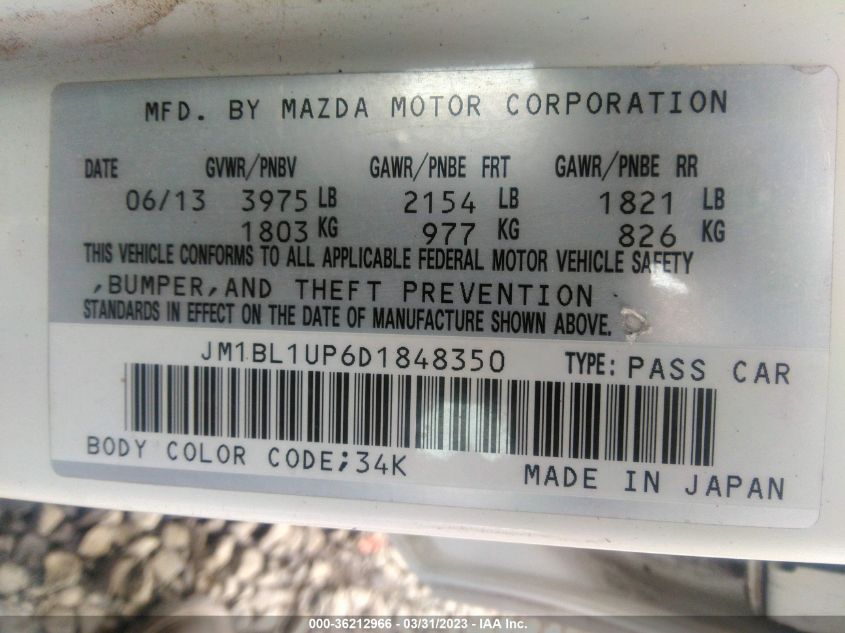 MFD. BY MAZDA MOTOR CORPORATION
DATE GVWR/PNBV GAWR/PNBE FRT GAWR/PNBE RR
06/13 3975 LB 2154 LB 1821 LB
1803 KG 977 KG 826 KG
THIS VEHICLE CONFORMS TO ALL APPLICABLE FEDERAL MOTOR VEHICLE SAFETY
,BUMPER,AND THEFT PREVENTION
STANDARDS IN EFFECT ON THE DATE OF MANUFACTURE SHOWN ABOVE.
JM1BL1UP6D1848350 TYPE: PASS CAR
BODY COLOR CODE;34K
MADE IN JAPAN
000-36212966 - 03/31/2023 - IAA Inc.